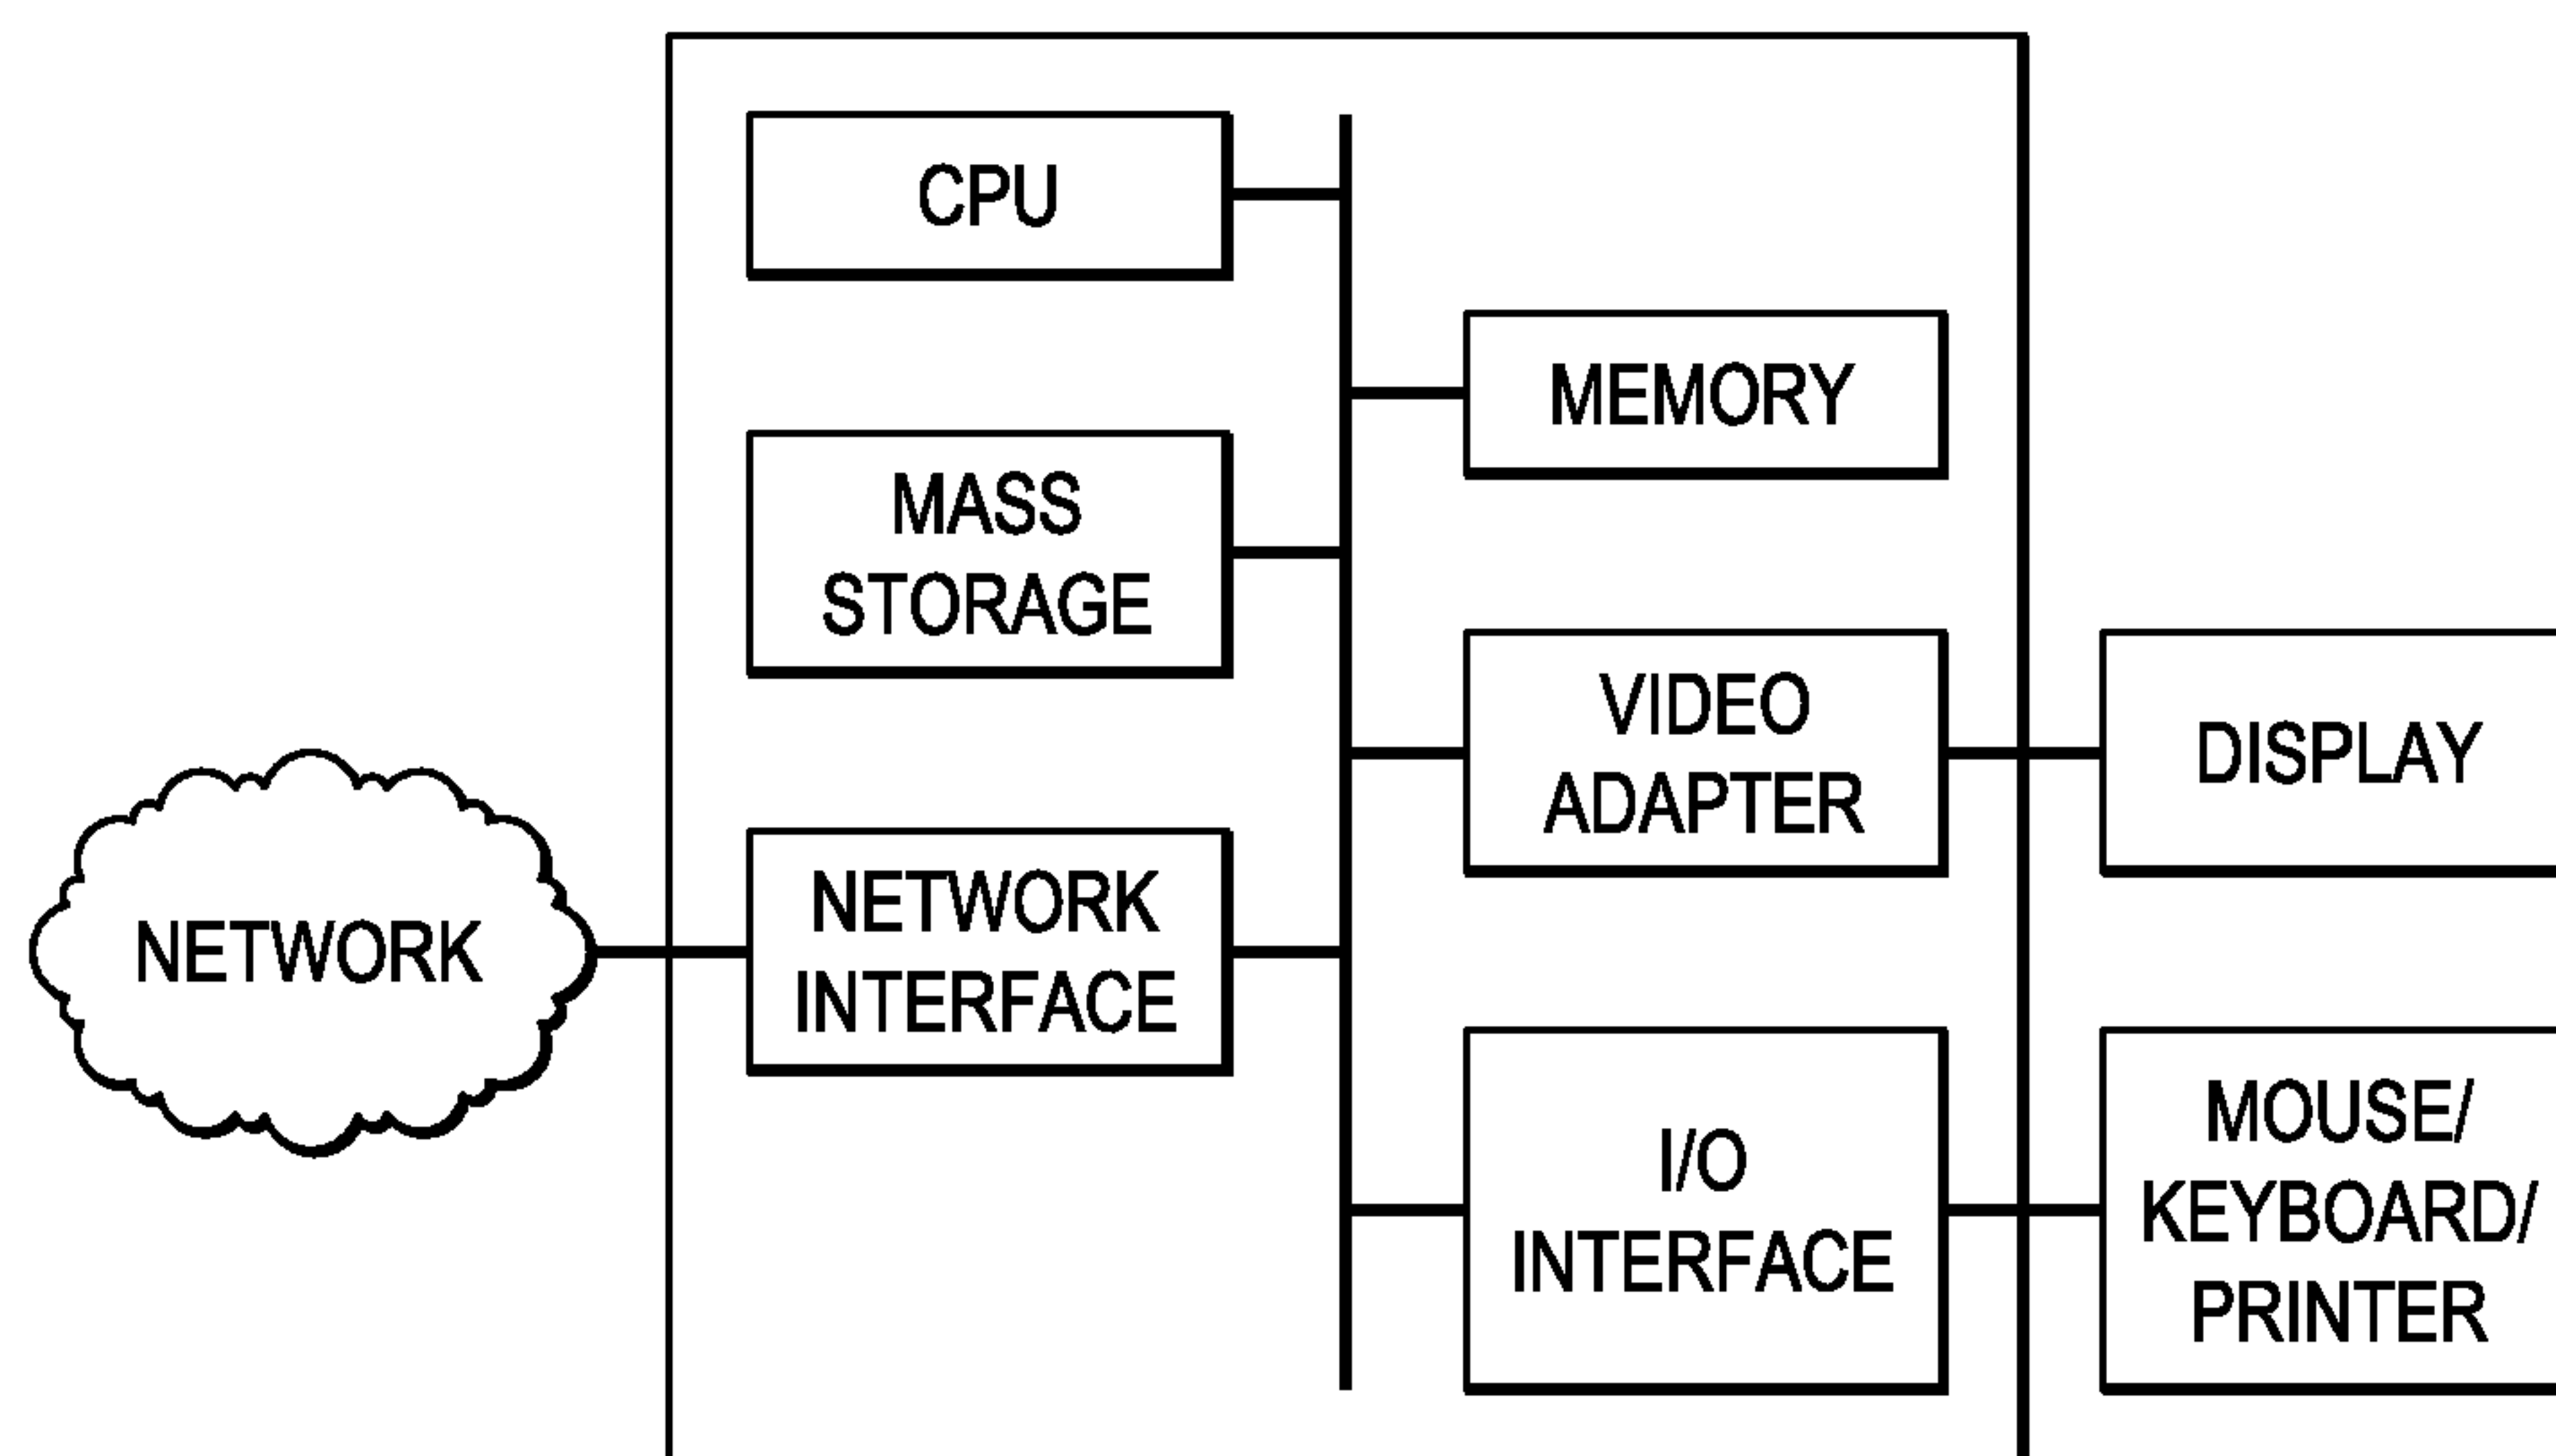 CPU
MEMORY
MASS
STORAGE
VIDEO
ADAPTER
DISPLAY
NETWORK
NETWORK
INTERFACE
I/O
INTERFACE
MOUSE/
KEYBOARD/
PRINTER